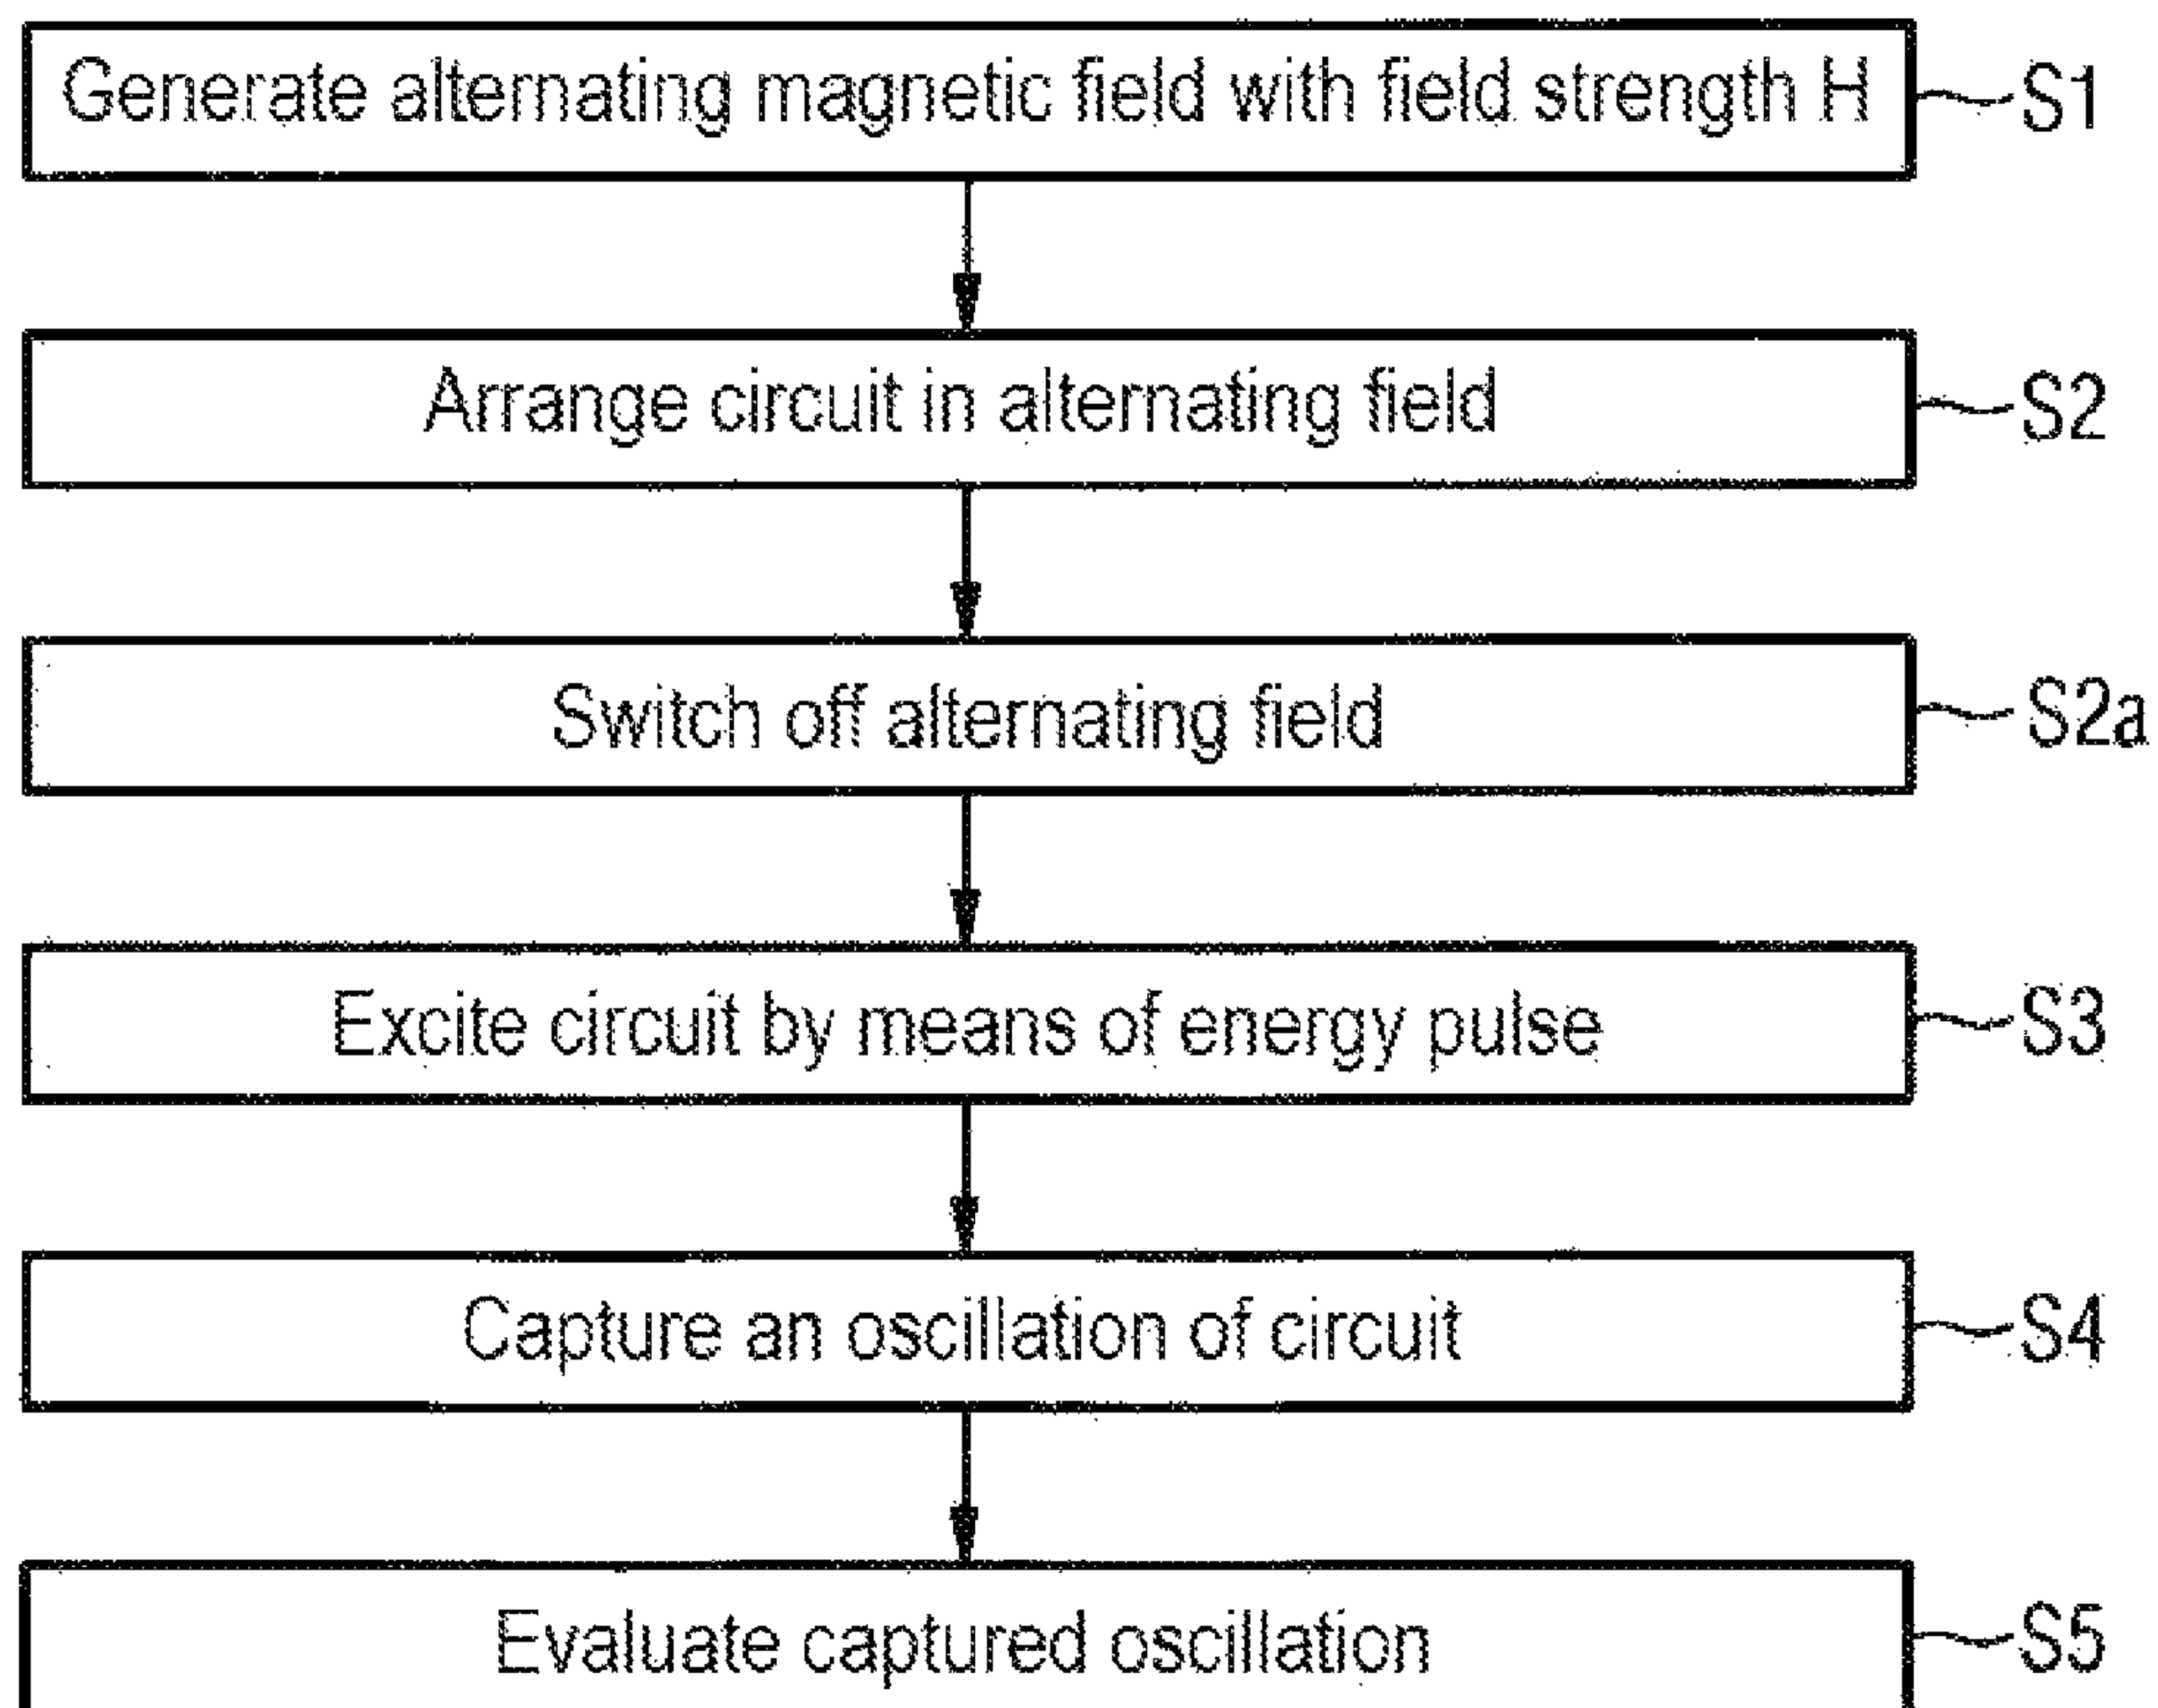 Generate alternating magnetic field with field strength H S1
Arrange circuit in alternating field S2
Switch off alternating field S2a
Excite circuit by means of energy pulse S3
Capture an oscillation of circuit S4
Evaluate captured oscillation S5